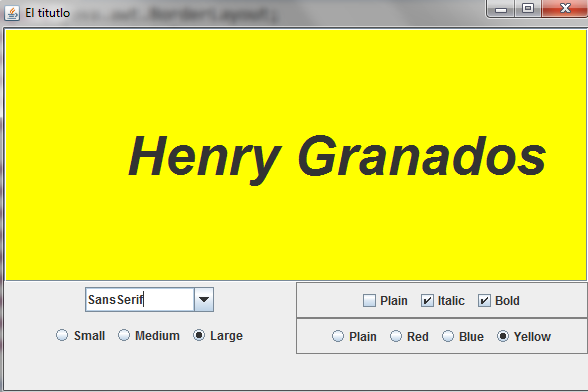 El titutlo
Henry Granados
SansSerif
Plain Italic Bold
Small Medium Large
Plain Red Blue Yellow